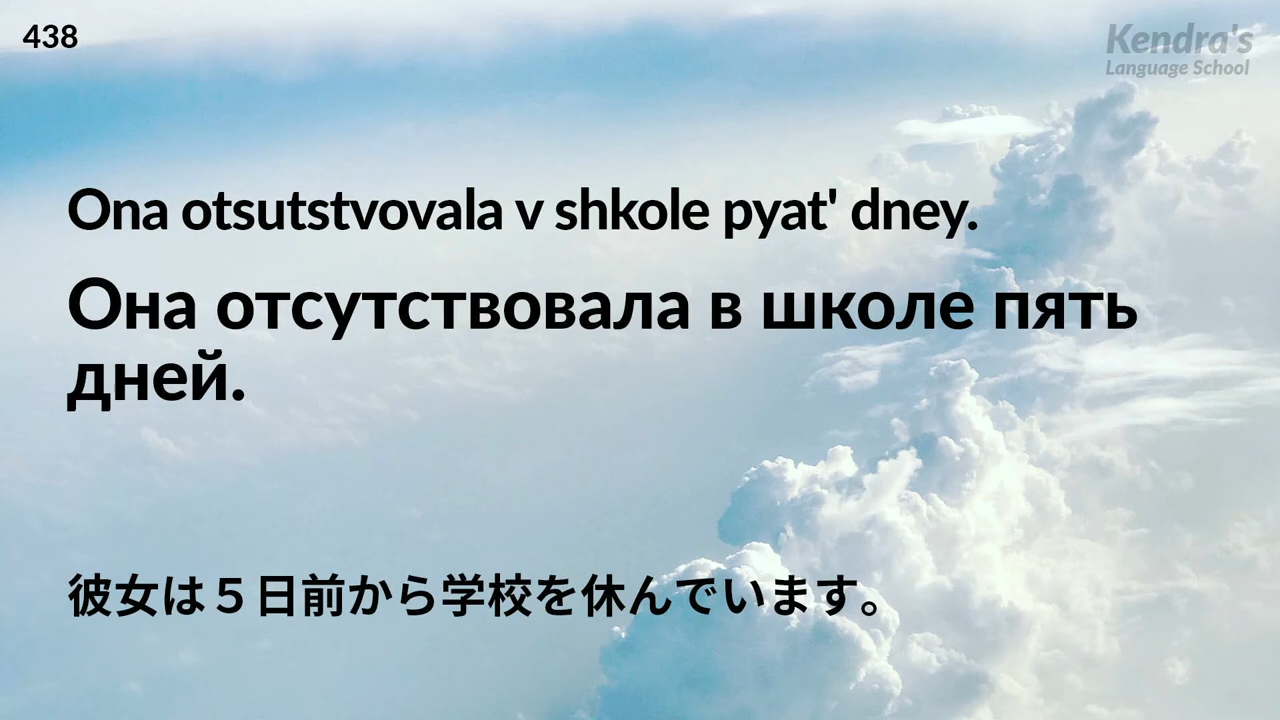 438
Kendra's
Language School
Ona otsutstvovala v shkole pyat' dney.
Она отсутствовала в школе пять
дней.
彼女は５日前から学校を休んでいます。